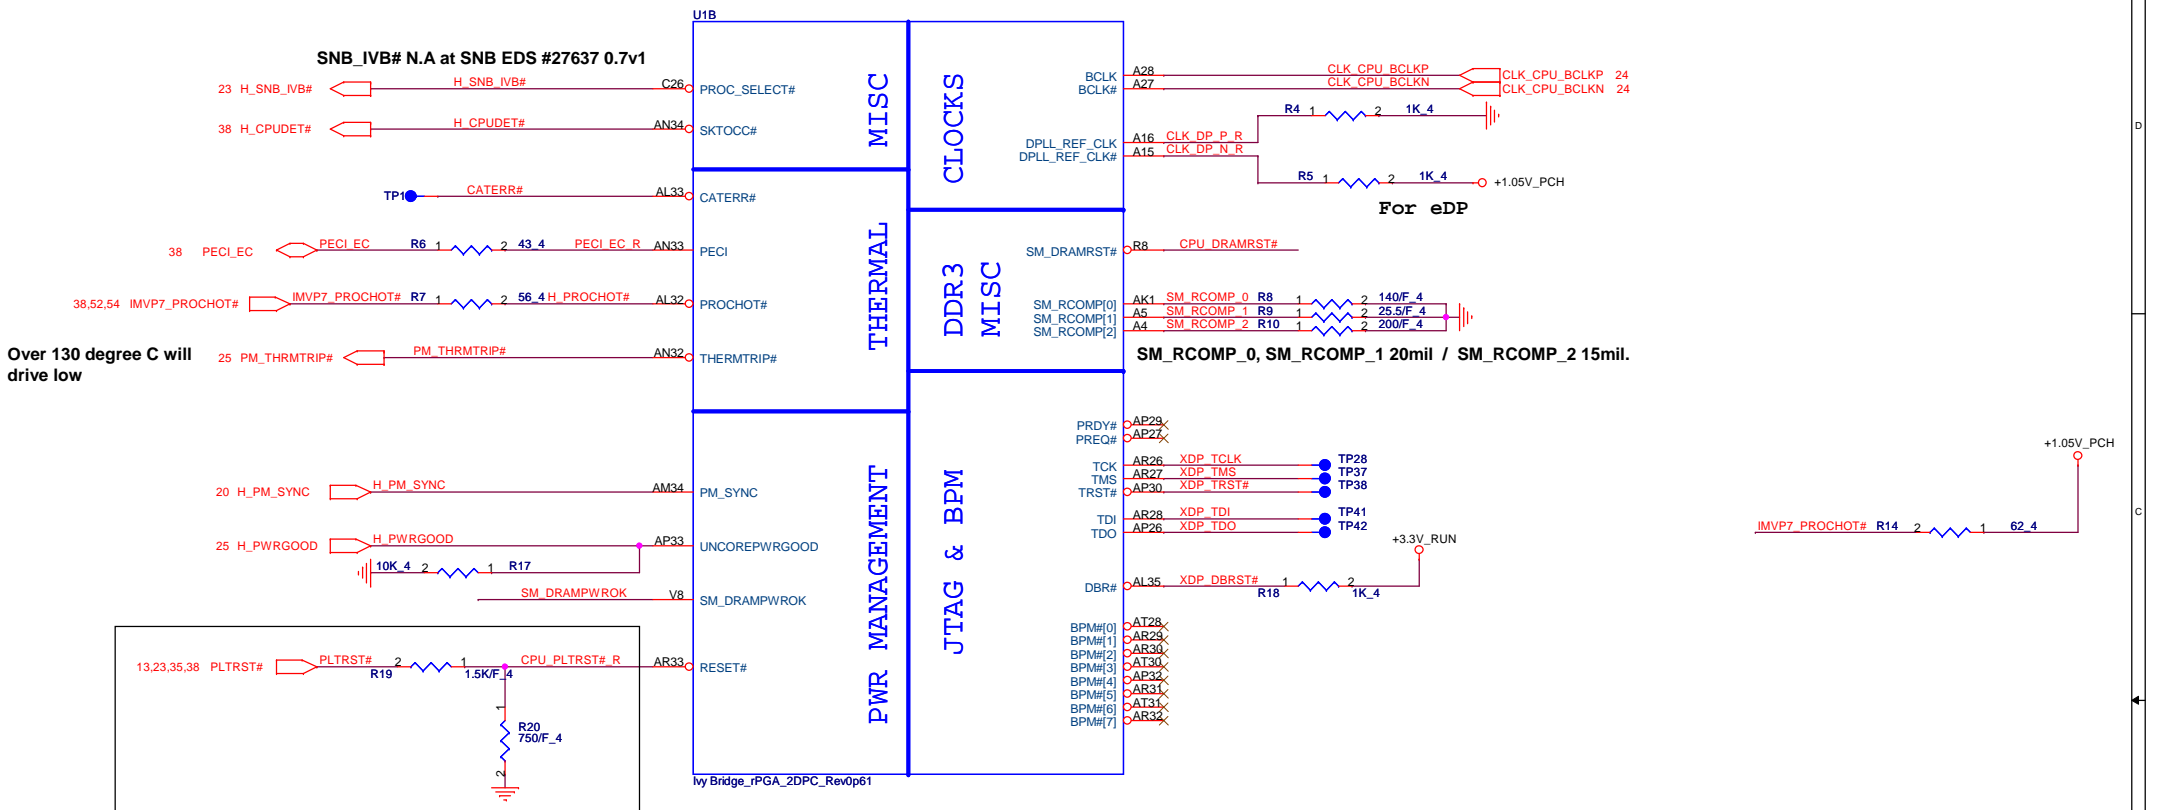 U1B
SNB_IVB# N.A at SNB EDS #27637 0.7v1
23 H_SNB_IVB# H_SNB_IVB# C26 PROC_SELECT#
38 H_CPUDET# H_CPUDET# AN34 SKTOCC#
MISC
TP1 CATERR# AL33 CATERR#
38 PECI_EC PECI_EC R6 1 2 43_4 PECI_EC_R AN33 PECI
38,52,54 IMVP7_PROCHOT# IMVP7_PROCHOT# R7 1 2 56_4 H_PROCHOT# AL32 PROCHOT#
Over 130 degree C will
drive low
25 PM_THRMTRIP# PM_THRMTRIP# AN32 THERMTRIP#
THERMAL
20 H_PM_SYNC H_PM_SYNC AM34 PM_SYNC
25 H_PWRGOOD H_PWRGOOD AP33 UNCOREPWRGOOD
10K_4 2 1 R17
SM_DRAMPWROK V8 SM_DRAMPWROK
13,23,35,38 PLTRST# PLTRST# 2 1 CPU_PLTRST#_R AR33 RESET#
R19 1.5K/F_4
1
R20
750/F_4
2
PWR MANAGEMENT
CLOCKS
BCLK A28 CLK_CPU_BCLKP CLK_CPU_BCLKP 24
BCLK# A27 CLK_CPU_BCLKN CLK_CPU_BCLKN 24
R4 1 2 1K_4
DPLL_REF_CLK A16 CLK_DP_P_R
DPLL_REF_CLK# A15 CLK_DP_N_R
R5 1 2 1K_4 +1.05V_PCH
For eDP
DDR3
MISC
SM_DRAMRST# R8 CPU_DRAMRST#
SM_RCOMP[0] AK1 SM_RCOMP_0 R8 1 2 140/F_4
SM_RCOMP[1] A5 SM_RCOMP_1 R9 1 2 25.5/F_4
SM_RCOMP[2] A4 SM_RCOMP_2 R10 1 2 200/F_4
SM_RCOMP_0, SM_RCOMP_1 20mil / SM_RCOMP_2 15mil.
JTAG & BPM
PRDY# AP29
PREQ# AP27
TCK AR26 XDP_TCLK TP28
TMS AR27 XDP_TMS TP37
TRST# AP30 XDP_TRST# TP38
TDI AR28 XDP_TDI TP41
TDO AP26 XDP_TDO TP42
+3.3V_RUN
DBR# AL35 XDP_DBRST# 1 2
R18 1K_4
BPM#[0] AT28
BPM#[1] AR29
BPM#[2] AR30
BPM#[3] AT30
BPM#[4] AP32
BPM#[5] AR31
BPM#[6] AT31
BPM#[7] AR32
Ivy Bridge_rPGA_2DPC_Rev0p61
+1.05V_PCH
IMVP7_PROCHOT# R14 2 1 62_4
D
C